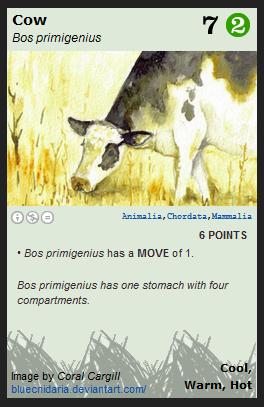 Cow 7 2
Bos primigenius
Animalia,Chordata,Mammalia
6 POINTS
• Bos primigenius has a MOVE of 1.
Bos primigenius has one stomach with four
compartments.
Cool,
Warm, Hot
Image by Coral Cargill
bluecnidaria.deviantart.com/